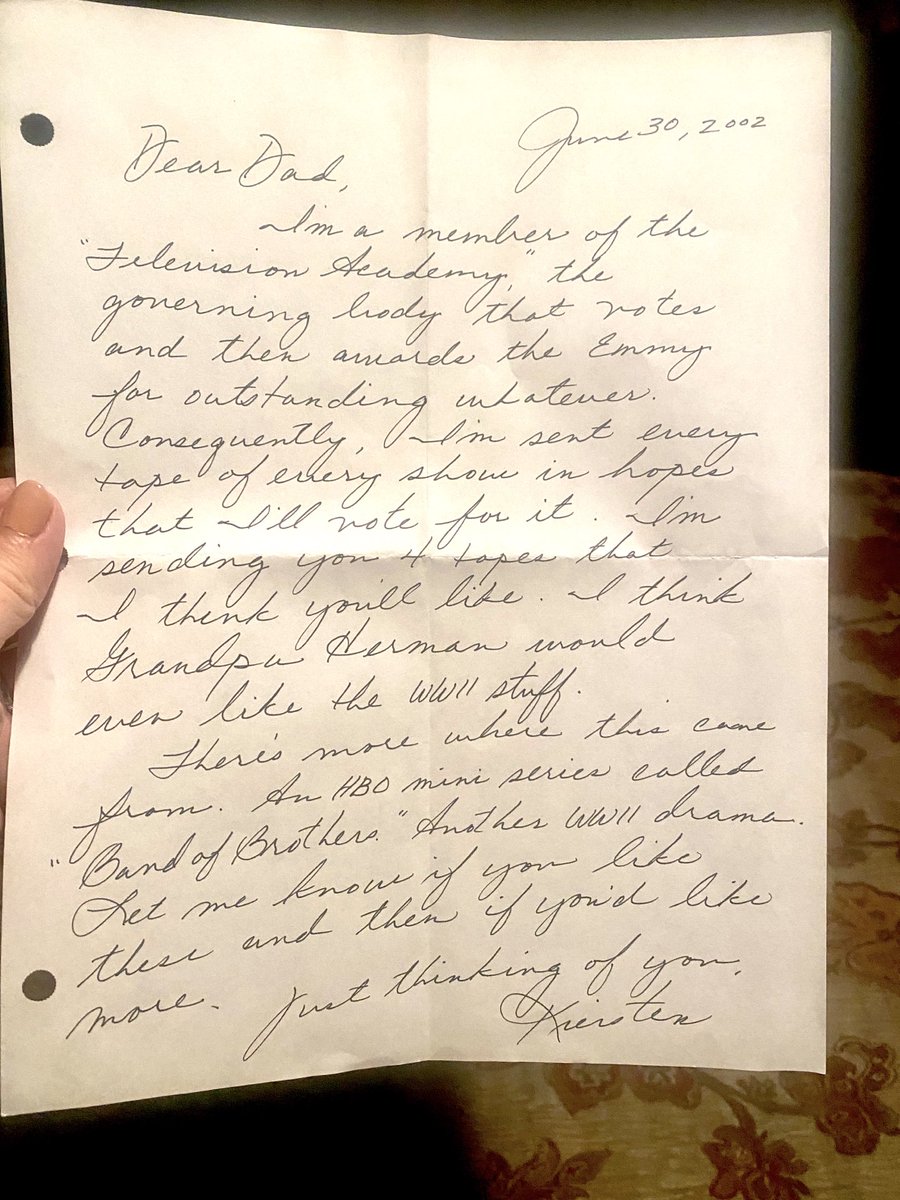 June 30, 2002
Dear Dad,
I'm a member of the
"Television Academy," the
governing body that votes
and then awards the Emmy
for outstanding whatever.
Consequently, I'm sent every
tape of every show in hopes
that I'll vote for it. I'm
sending you 4 tapes that
I think you'll like. I think
Grandpa Herman would
even like the WWII stuff.
There's more where this came
from. An HBO mini series called
"Band of Brothers." Another WWII drama.
Let me know if you like
these and then if you'd like
more. Just thinking of you,
Kiersten